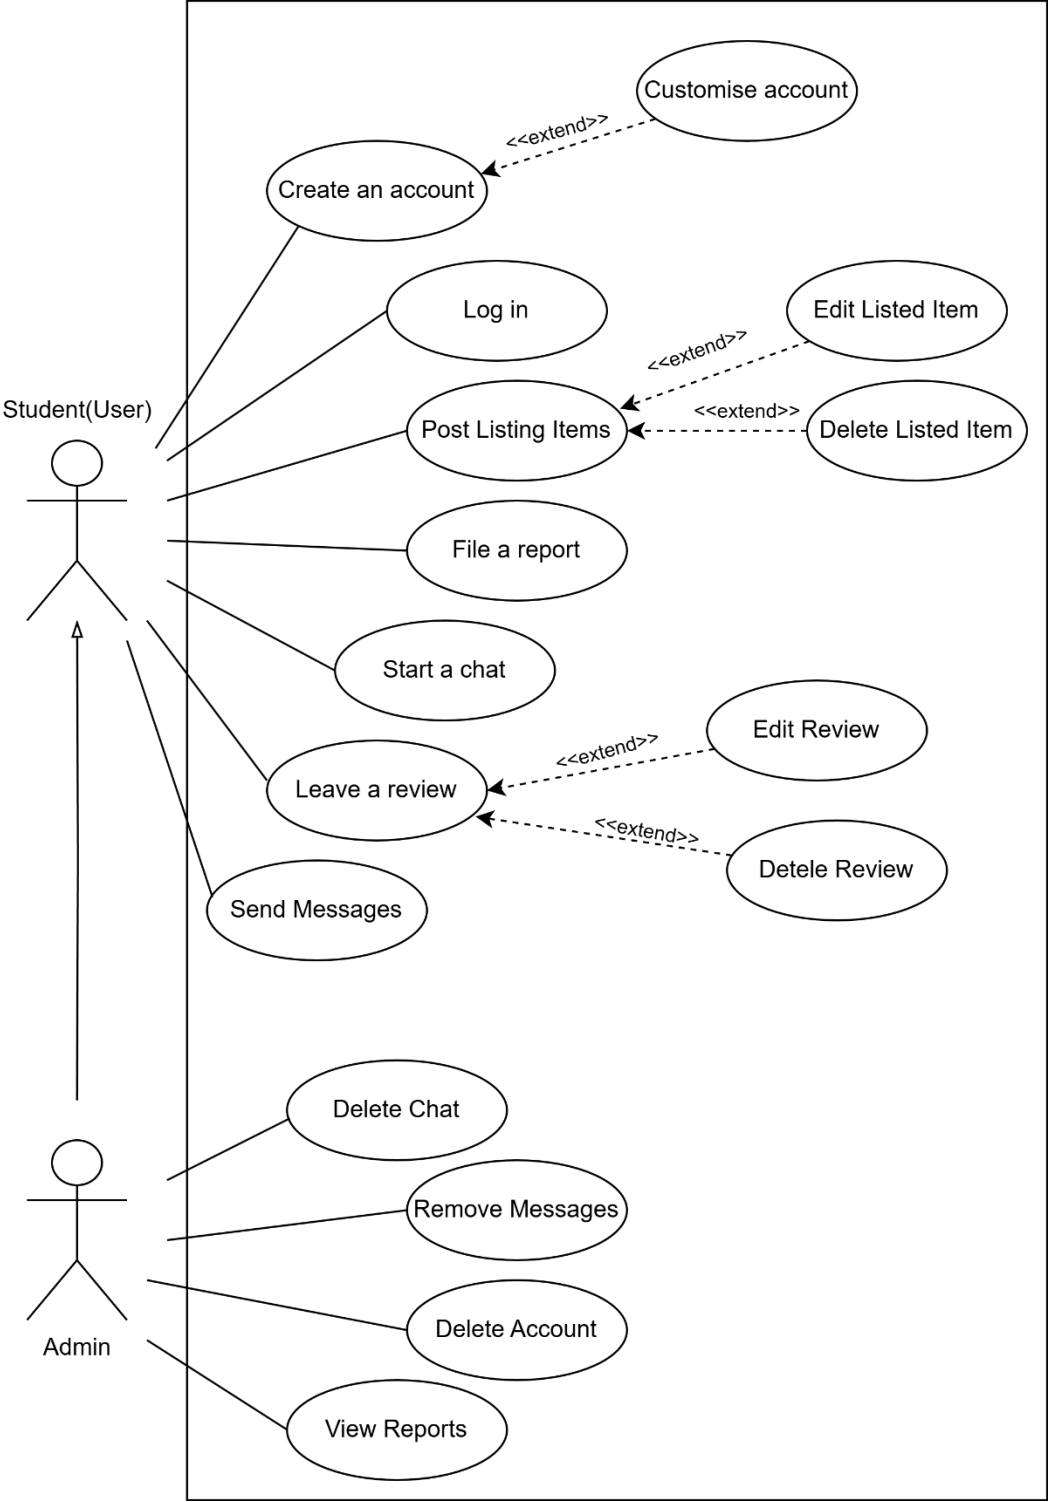 Customise account
<<extend>>
Create an account
Log in
Edit Listed Item
<<extend>>
Student(User)
<<extend>>
Post Listing Items
Delete Listed Item
File a report
Start a chat
Edit Review
<<extend>>
Leave a review
<<extend>>
Detele Review
Send Messages
Delete Chat
Remove Messages
Delete Account
Admin
View Reports